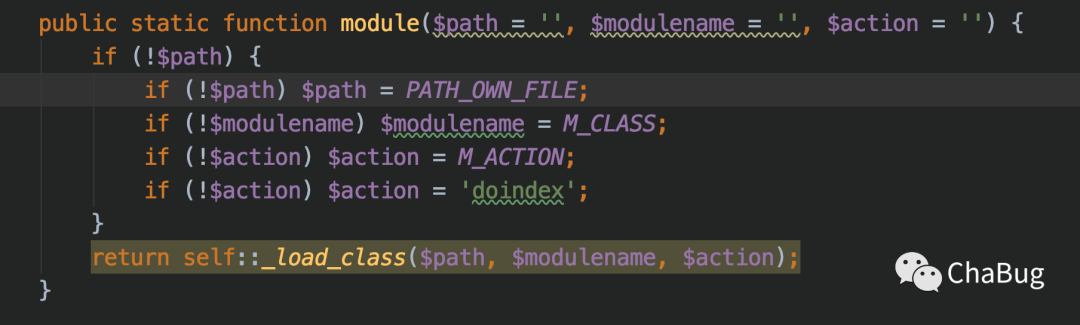 public static function module($path = '', $modulename = '', $action = '') {
    if (!$path) {
        if (!$path) $path = PATH_OWN_FILE;
        if (!$modulename) $modulename = M_CLASS;
        if (!$action) $action = M_ACTION;
        if (!$action) $action = 'doindex';
    }
    return self::_load_class($path, $modulename, $action);
}
ChaBug